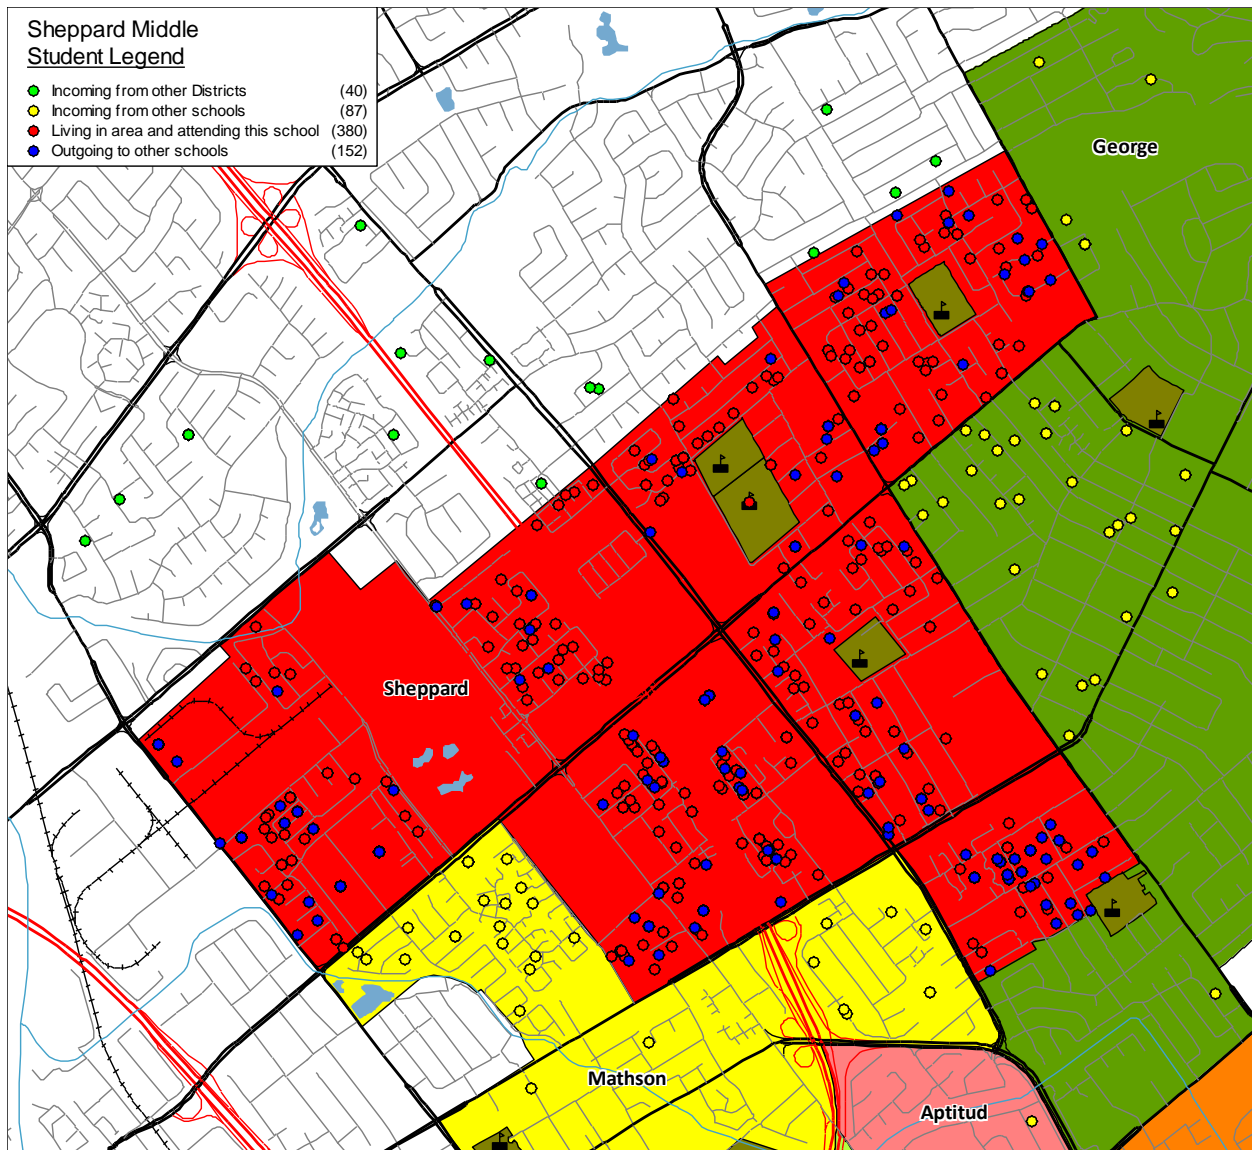 Sheppard Middle
Student Legend
Incoming from other Districts (40)
Incoming from other schools (87)
Living in area and attending this school (380)
Outgoing to other schools (152)
George
Sheppard
Mathson
Aptitud